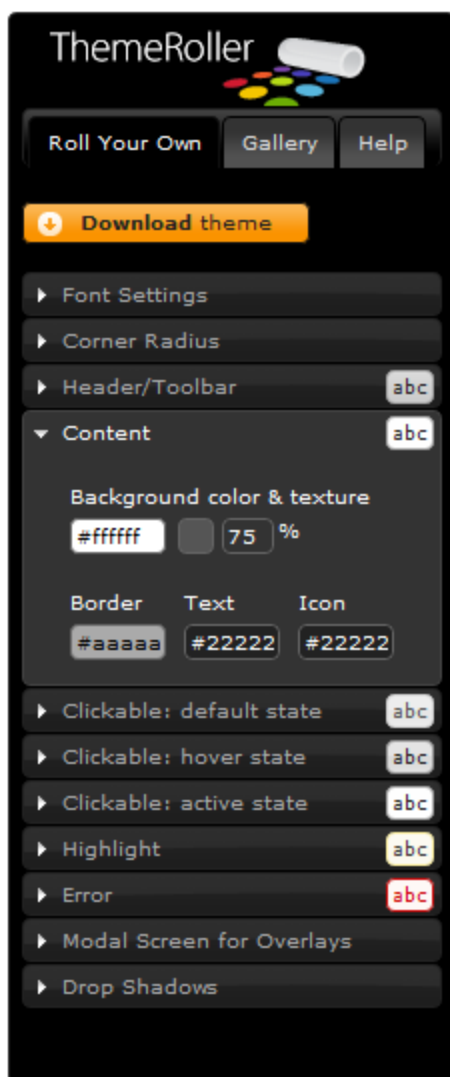 ThemeRoller
Roll Your Own Gallery Help
Download theme
Font Settings
Corner Radius
Header/Toolbar abc
Content abc
Background color & texture
#ffffff 75 %
Border Text Icon
#aaaaa #22222 #22222
Clickable: default state abc
Clickable: hover state abc
Clickable: active state abc
Highlight abc
Error abc
Modal Screen for Overlays
Drop Shadows